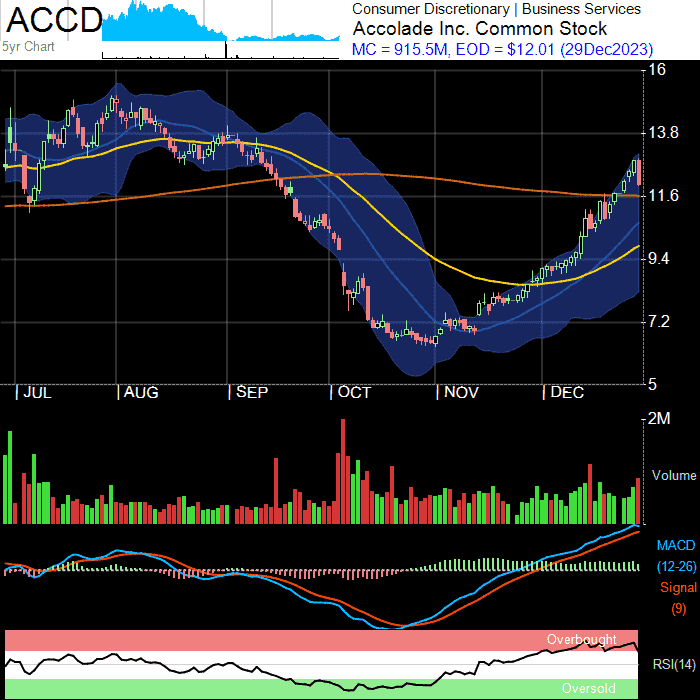 ACCD
5yr Chart
Consumer Discretionary | Business Services
Accolade Inc. Common Stock
MC = 915.5M, EOD = $12.01 (29Dec2023)
16
13.8
11.6
9.4
7.2
5
JUL AUG SEP OCT NOV DEC
2M
Volume
MACD
(12-26)
Signal
(9)
Overbought
RSI(14)
Oversold